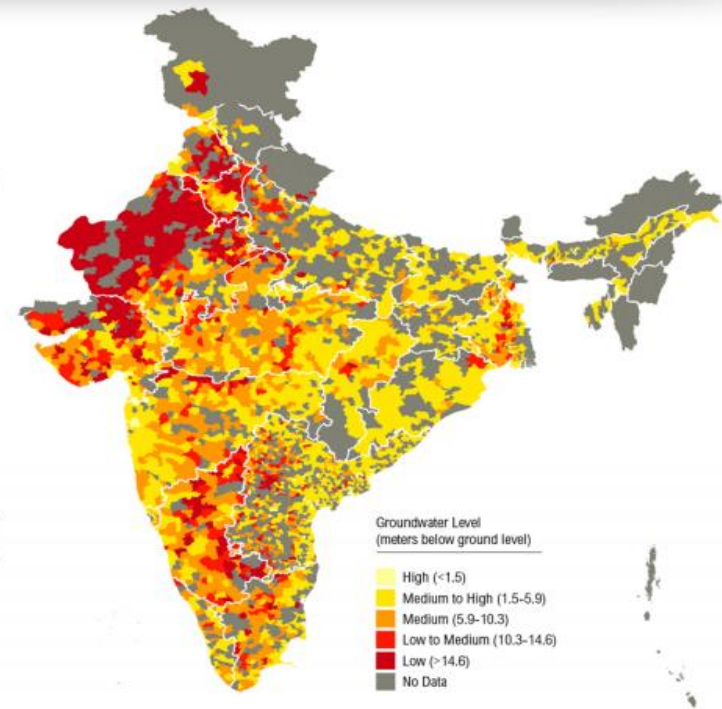 Groundwater Level
(meters below ground level)
High (<1.5)
Medium to High (1.5-5.9)
Medium (5.9-10.3)
Low to Medium (10.3-14.6)
Low (>14.6)
No Data